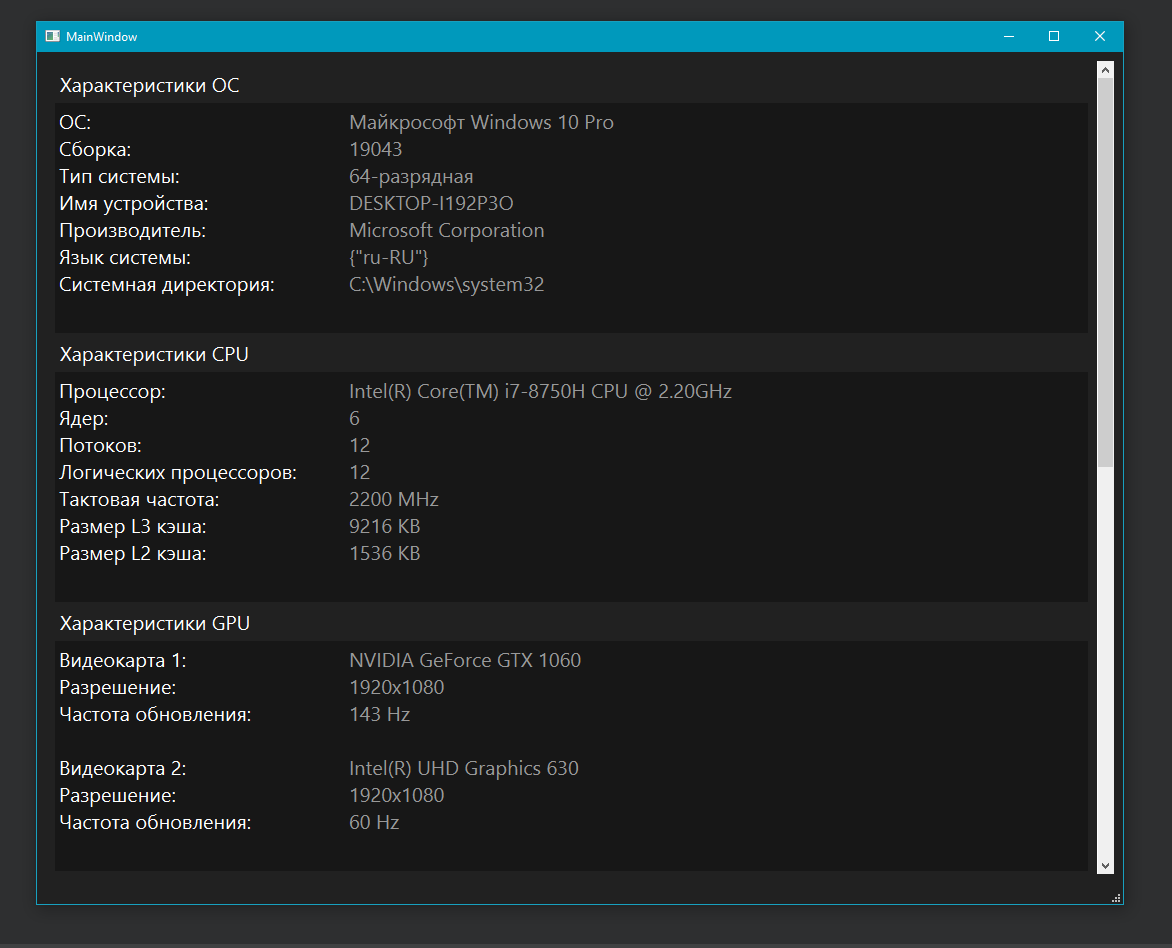 MainWindow
Характеристики ОС
ОС: Майкрософт Windows 10 Pro
Сборка: 19043
Тип системы: 64-разрядная
Имя устройства: DESKTOP-I192P3O
Производитель: Microsoft Corporation
Язык системы: {"ru-RU"}
Системная директория: C:\Windows\system32
Характеристики CPU
Процессор: Intel(R) Core(TM) i7-8750H CPU @ 2.20GHz
Ядер: 6
Потоков: 12
Логических процессоров: 12
Тактовая частота: 2200 MHz
Размер L3 кэша: 9216 KB
Размер L2 кэша: 1536 KB
Характеристики GPU
Видеокарта 1: NVIDIA GeForce GTX 1060
Разрешение: 1920x1080
Частота обновления: 143 Hz
Видеокарта 2: Intel(R) UHD Graphics 630
Разрешение: 1920x1080
Частота обновления: 60 Hz